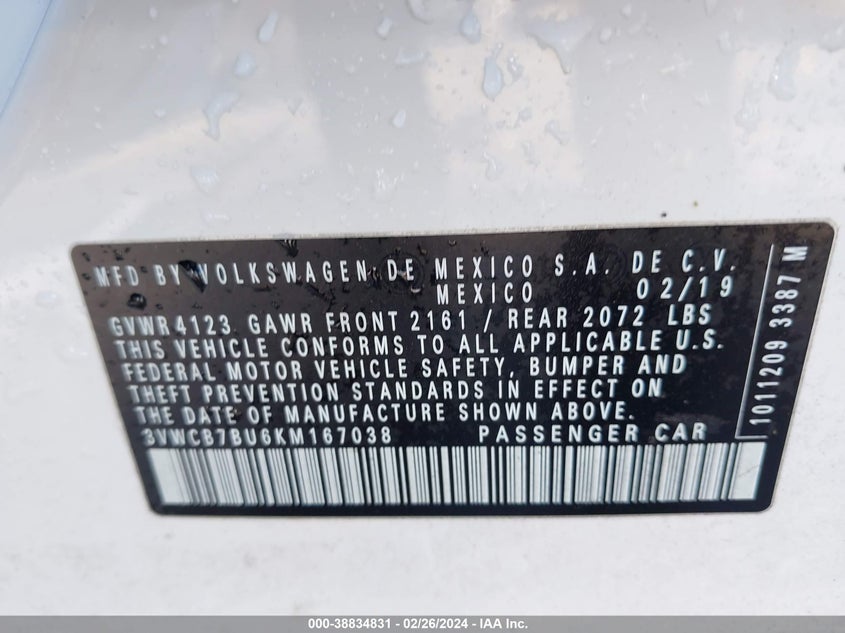 MFD BY VOLKSWAGEN DE MEXICO S.A. DE C.V.
MEXICO 02/19
GVWR 4123 GAWR FRONT 2161 / REAR 2072 LBS
THIS VEHICLE CONFORMS TO ALL APPLICABLE U.S.
FEDERAL MOTOR VEHICLE SAFETY, BUMPER AND
THEFT PREVENTION STANDARDS IN EFFECT ON
THE DATE OF MANUFACTURE SHOWN ABOVE.
3VWCB7BU6KM167038 PASSENGER CAR
1011209 3387 M
000-38834831 - 02/26/2024 - IAA Inc.